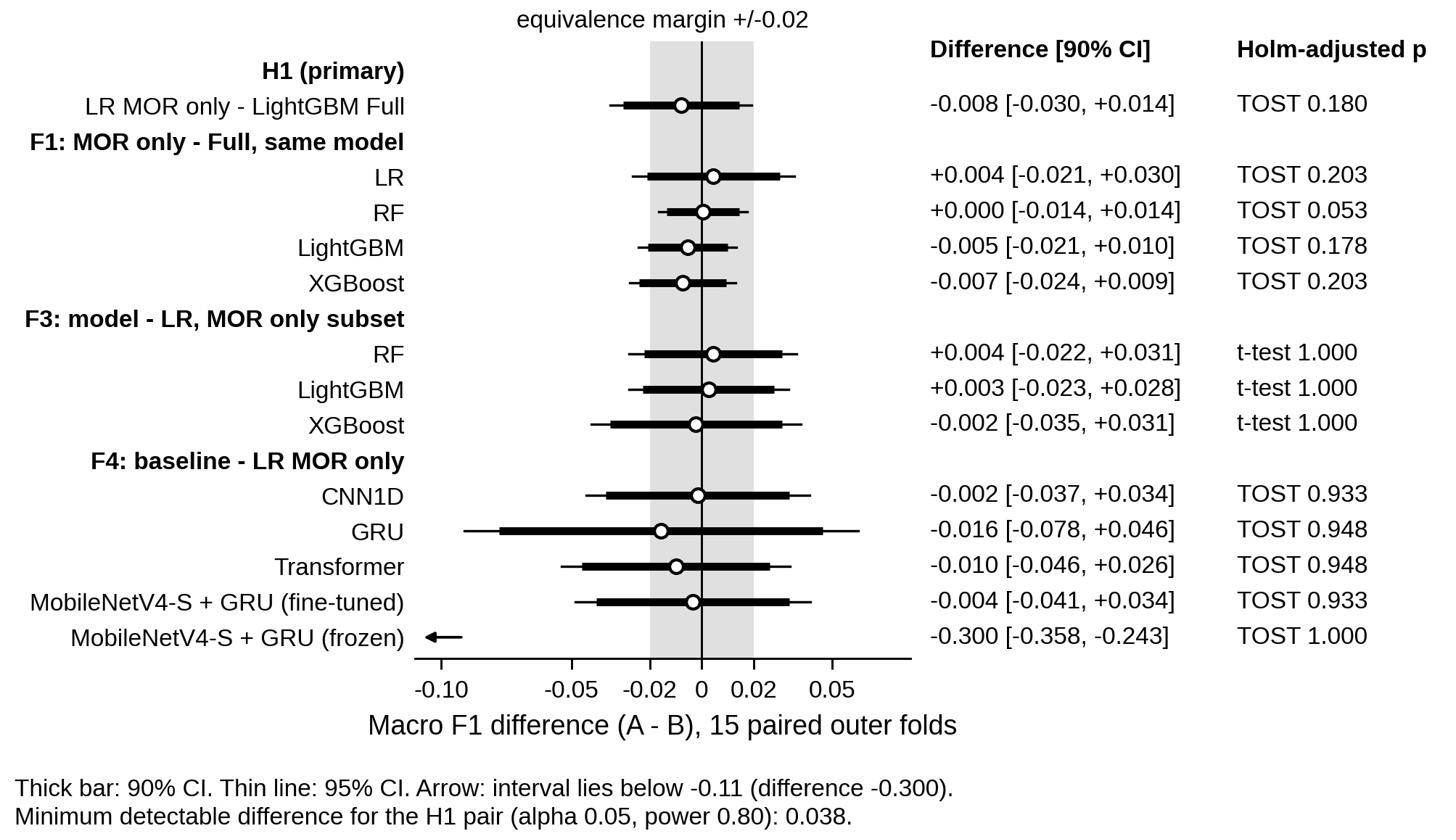 equivalence margin +/-0.02
Difference [90% CI] Holm-adjusted p
H1 (primary)
LR MOR only - LightGBM Full -0.008 [-0.030, +0.014] TOST 0.180
F1: MOR only - Full, same model
LR +0.004 [-0.021, +0.030] TOST 0.203
RF +0.000 [-0.014, +0.014] TOST 0.053
LightGBM -0.005 [-0.021, +0.010] TOST 0.178
XGBoost -0.007 [-0.024, +0.009] TOST 0.203
F3: model - LR, MOR only subset
RF +0.004 [-0.022, +0.031] t-test 1.000
LightGBM +0.003 [-0.023, +0.028] t-test 1.000
XGBoost -0.002 [-0.035, +0.031] t-test 1.000
F4: baseline - LR MOR only
CNN1D -0.002 [-0.037, +0.034] TOST 0.933
GRU -0.016 [-0.078, +0.046] TOST 0.948
Transformer -0.010 [-0.046, +0.026] TOST 0.948
MobileNetV4-S + GRU (fine-tuned) -0.004 [-0.041, +0.034] TOST 0.933
MobileNetV4-S + GRU (frozen) -0.300 [-0.358, -0.243] TOST 1.000
-0.10 -0.05 -0.02 0 0.02 0.05
Macro F1 difference (A - B), 15 paired outer folds
Thick bar: 90% CI. Thin line: 95% CI. Arrow: interval lies below -0.11 (difference -0.300).
Minimum detectable difference for the H1 pair (alpha 0.05, power 0.80): 0.038.